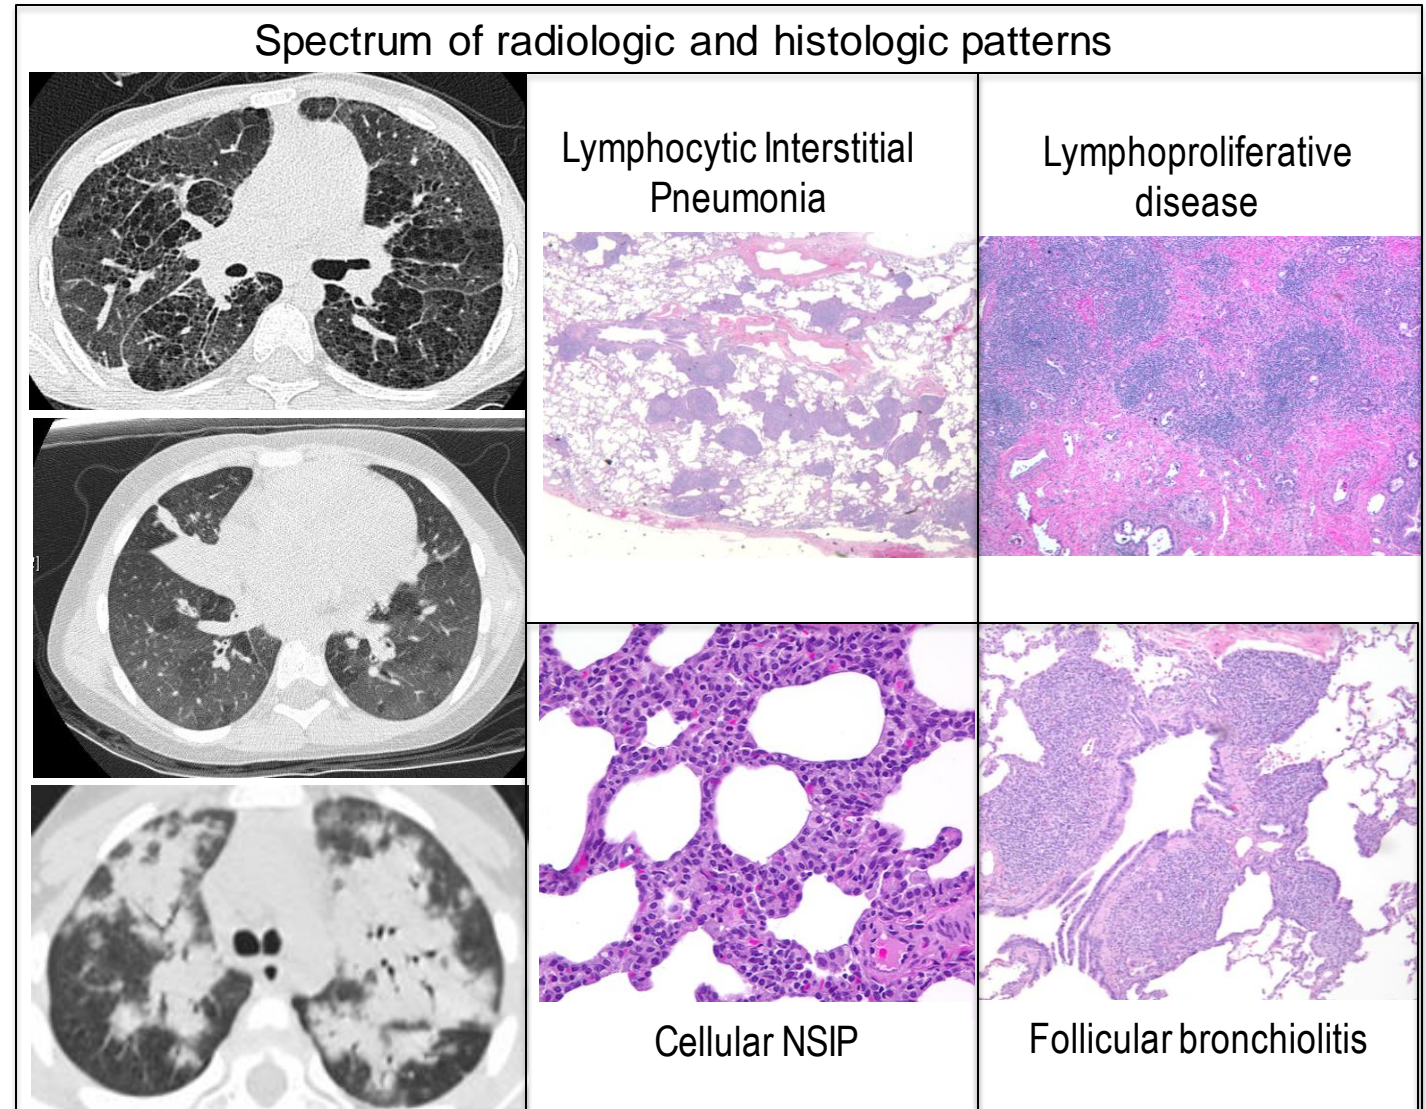 Spectrum of radiologic and histologic patterns
Lymphocytic Interstitial
Pneumonia
Lymphoproliferative
disease
Cellular NSIP
Follicular bronchiolitis